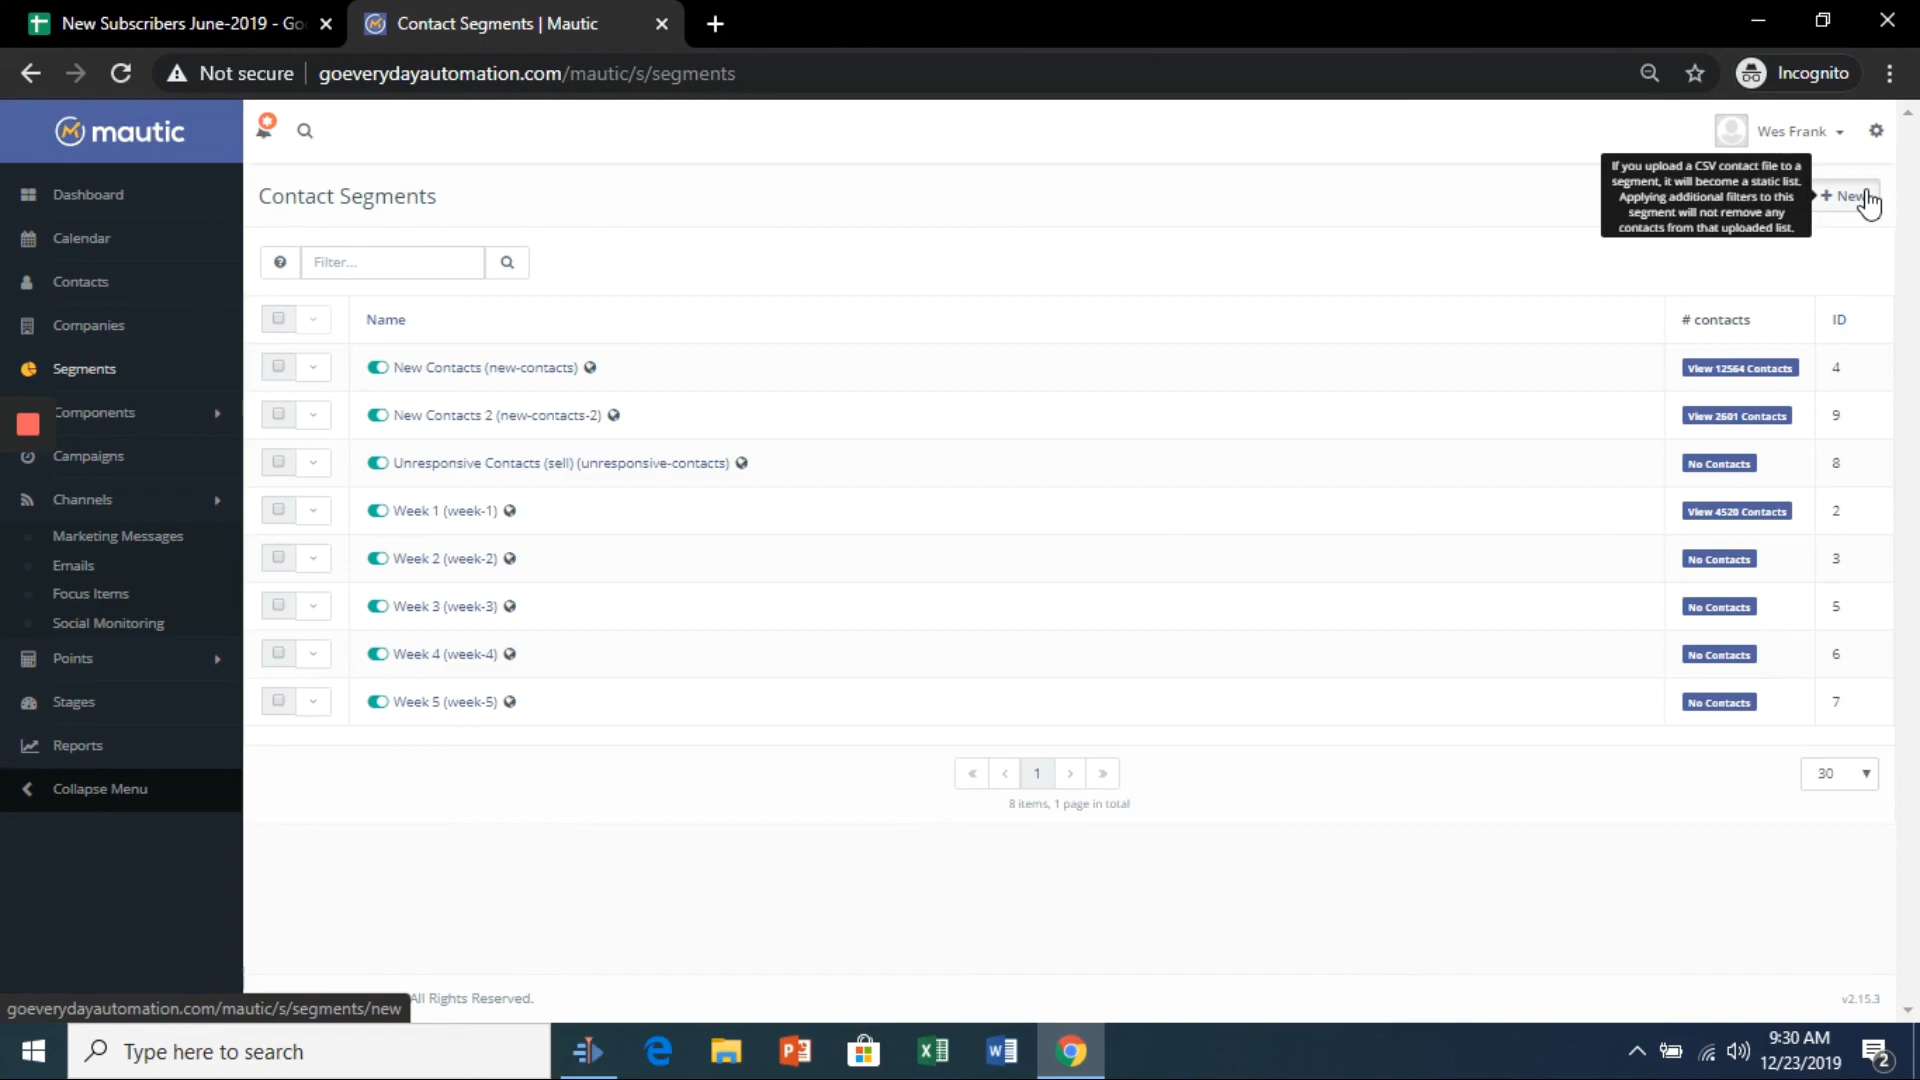 New Subscribers June-2019 - Go
Contact Segments | Mautic
Not secure
goeverydayautomation.com/mautic/s/segments
Incognito
mautic
Wes Frank
If you upload a CSV contact file to a
segment, it will become a static list.
Applying additional filters to this
segment will not remove any
contacts from that uploaded list.
+ New
Dashboard
Calendar
Contacts
Companies
Segments
Components
Campaigns
Channels
Marketing Messages
Emails
Focus Items
Social Monitoring
Points
Stages
Reports
Collapse Menu
Contact Segments
Filter...
Name
# contacts
ID
New Contacts (new-contacts)
View 12564 Contacts
4
New Contacts 2 (new-contacts-2)
View 2601 Contacts
9
Unresponsive Contacts (sell) (unresponsive-contacts)
No Contacts
8
Week 1 (week-1)
View 4520 Contacts
2
Week 2 (week-2)
No Contacts
3
Week 3 (week-3)
No Contacts
5
Week 4 (week-4)
No Contacts
6
Week 5 (week-5)
No Contacts
7
« ‹ 1 › »
30
8 items, 1 page in total
All Rights Reserved.
v2.15.3
goeverydayautomation.com/mautic/s/segments/new
Type here to search
9:30 AM
12/23/2019
2